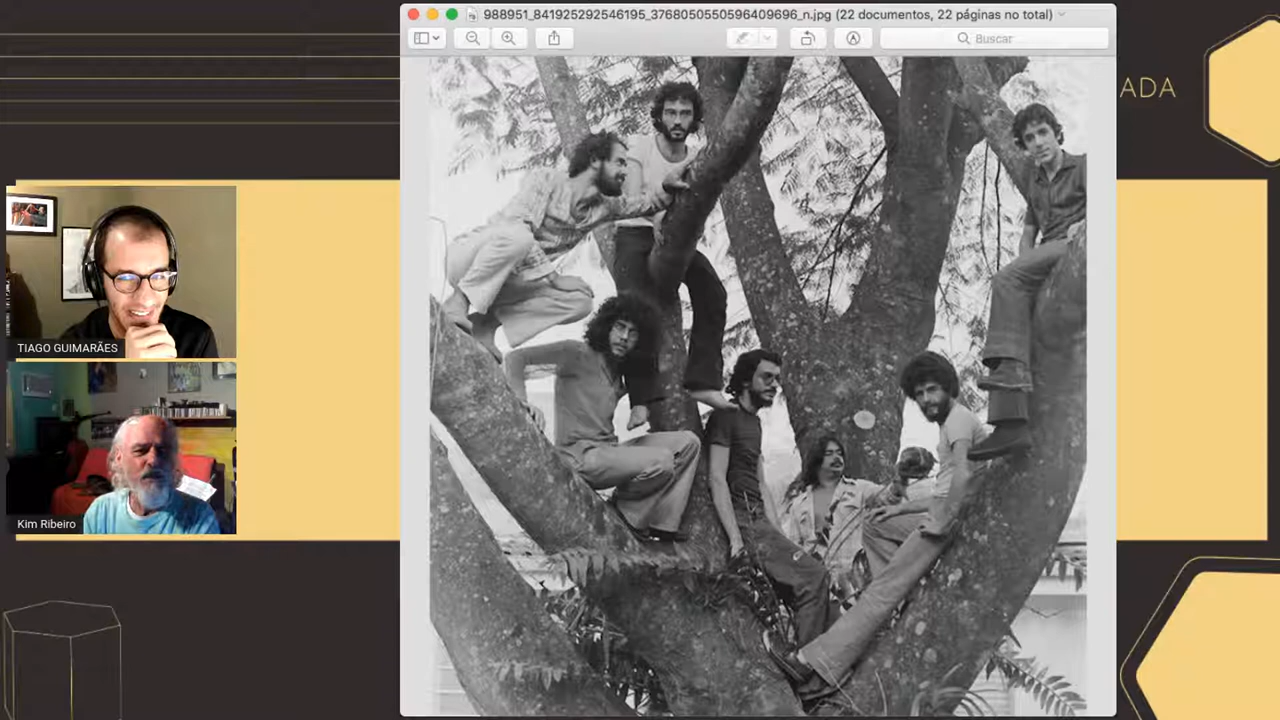 988951_841925292546195_3768050550596409696_n.jpg (22 documentos, 22 páginas no total)
Buscar
ADA
TIAGO GUIMARÃES
Kim Ribeiro